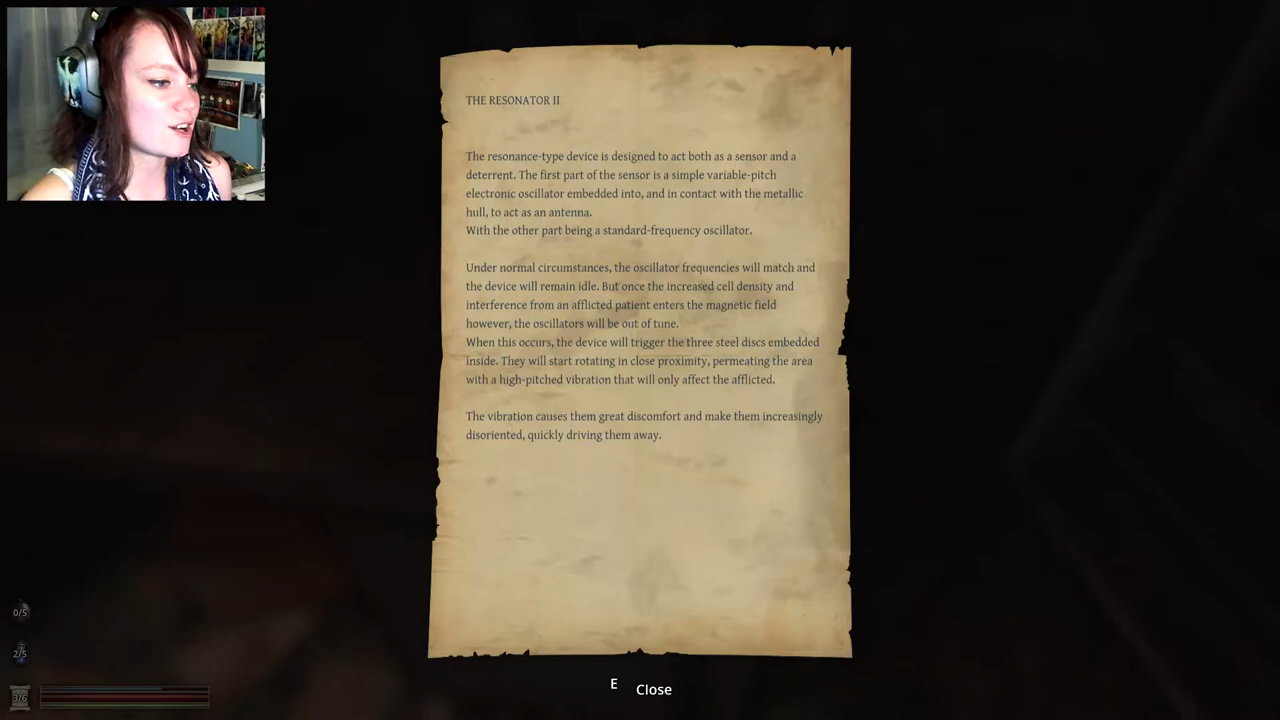 THE RESONATOR II
The resonance-type device is designed to act both as a sensor and a
deterrent. The first part of the sensor is a simple variable-pitch
electronic oscillator embedded into, and in contact with the metallic
hull, to act as an antenna.
With the other part being a standard-frequency oscillator.
Under normal circumstances, the oscillator frequencies will match and
the device will remain idle. But once the increased cell density and
interference from an afflicted patient enters the magnetic field
however, the oscillators will be out of tune.
When this occurs, the device will trigger the three steel discs embedded
inside. They will start rotating in close proximity, permeating the area
with a high-pitched vibration that will only affect the afflicted.
The vibration causes them great discomfort and make them increasingly
disoriented, quickly driving them away.
0/5
2/5
3/6
E Close